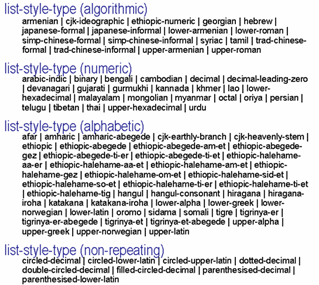 list-style-type (algorithmic)
armenian | cjk-ideographic | ethiopic-numeric | georgian | hebrew |
japanese-formal | japanese-informal | lower-armenian | lower-roman |
simp-chinese-formal | simp-chinese-informal | syriac | tamil | trad-chinese-
formal | trad-chinese-informal | upper-armenian | upper-roman
list-style-type (numeric)
arabic-indic | binary | bengali | cambodian | decimal | decimal-leading-zero
| devanagari | gujarati | gurmukhi | kannada | khmer | lao | lower-
hexadecimal | malayalam | mongolian | myanmar | octal | oriya | persian |
telugu | tibetan | thai | upper-hexadecimal | urdu
list-style-type (alphabetic)
afar | amharic | amharic-abegede | cjk-earthly-branch | cjk-heavenly-stem |
ethiopic | ethiopic-abegede | ethiopic-abegede-am-et | ethiopic-abegede-
gez | ethiopic-abegede-ti-er | ethiopic-abegede-ti-et | ethiopic-halehame-
aa-er | ethiopic-halehame-aa-et | ethiopic-halehame-am-et | ethiopic-
halehame-gez | ethiopic-halehame-om-et | ethiopic-halehame-sid-et |
ethiopic-halehame-so-et | ethiopic-halehame-ti-er | ethiopic-halehame-ti-et
| ethiopic-halehame-tig | hangul | hangul-consonant | hiragana | hiragana-
iroha | katakana | katakana-iroha | lower-alpha | lower-greek | lower-
norwegian | lower-latin | oromo | sidama | somali | tigre | tigrinya-er |
tigrinya-er-abegede | tigrinya-et | tigrinya-et-abegede | upper-alpha |
upper-greek | upper-norwegian | upper-latin
list-style-type (non-repeating)
circled-decimal | circled-lower-latin | circled-upper-latin | dotted-decimal |
double-circled-decimal | filled-circled-decimal | parenthesised-decimal |
parenthesised-lower-latin